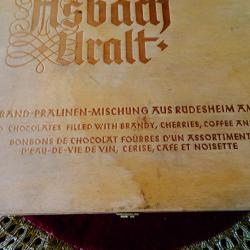 Asbach
Uralt
BRAND-PRALINEN-MISCHUNG AUS RÜDESHEIM AM
CHOCOLATES FILLED WITH BRANDY, CHERRIES, COFFEE AN
BONBONS DE CHOCOLAT FOURRÉS D'UN ASSORTIMENT
D'EAU-DE-VIE DE VIN, CERISE, CAFÉ ET NOISETTE